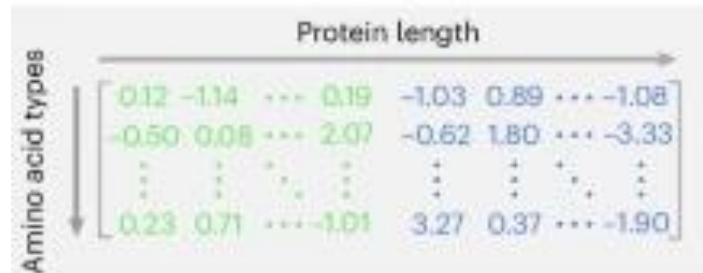 Protein length
Amino acid types
0.12 -1.14 ··· 0.19 -1.03 0.89 ··· -1.08
-0.50 0.08 ··· 2.07 -0.62 1.80 ··· -3.33
0.23 0.71 ··· -1.01 3.27 0.37 ··· -1.90